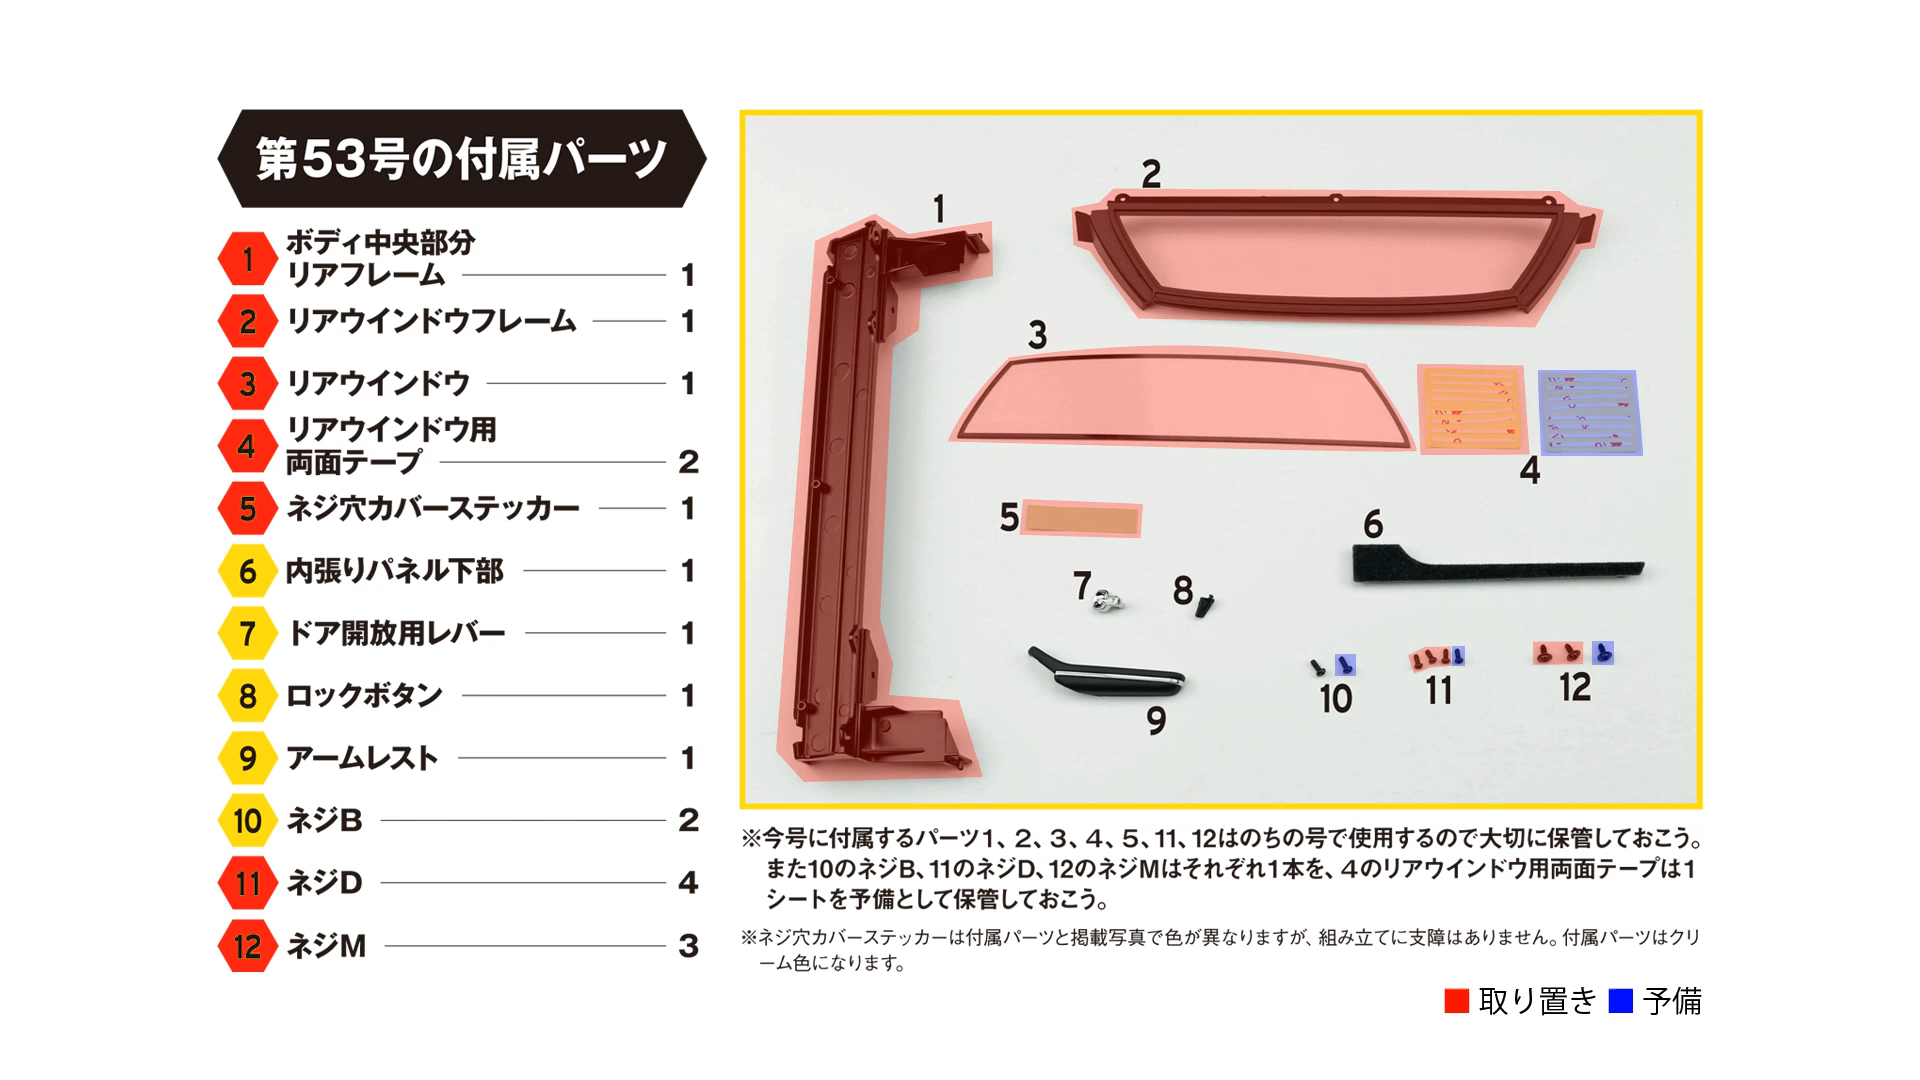 第53号の付属パーツ
1 ボディ中央部分
リアフレーム 1
2 リアウインドウフレーム 1
3 リアウインドウ 1
4 リアウインドウ用
両面テープ 2
5 ネジ穴カバーステッカー 1
6 内張りパネル下部 1
7 ドア開放用レバー 1
8 ロックボタン 1
9 アームレスト 1
10 ネジB 2
11 ネジD 4
12 ネジM 3
1
2
3
4
5
6
7
8
9
10
11
12
※今号に付属するパーツ1、2、3、4、5、11、12はのちの号で使用するので大切に保管しておこう。
また10のネジB、11のネジD、12のネジMはそれぞれ1本を、4のリアウインドウ用両面テープは1
シートを予備として保管しておこう。
※ネジ穴カバーステッカーは付属パーツと掲載写真で色が異なりますが、組み立てに支障はありません。付属パーツはクリ
ーム色になります。
取り置き 予備